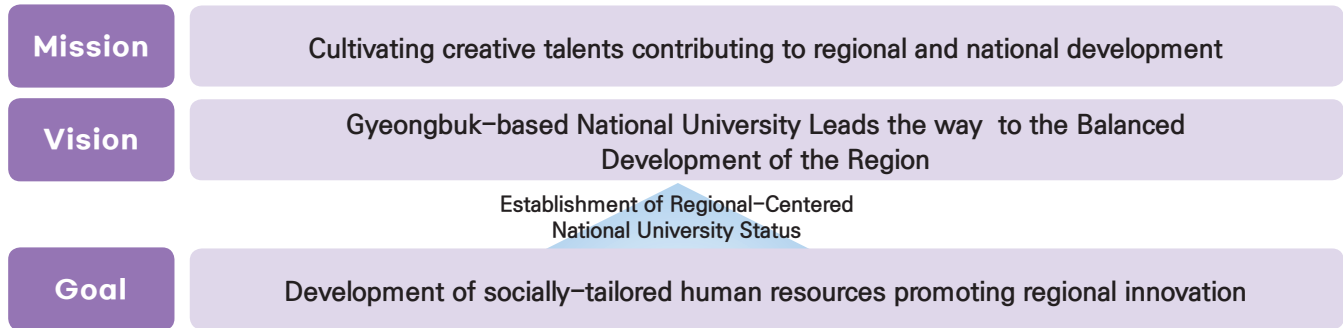 Mission
Cultivating creative talents contributing to regional and national development
Vision
Gyeongbuk-based National University Leads the way to the Balanced
Development of the Region
Establishment of Regional-Centered
National University Status
Goal
Development of socially-tailored human resources promoting regional innovation